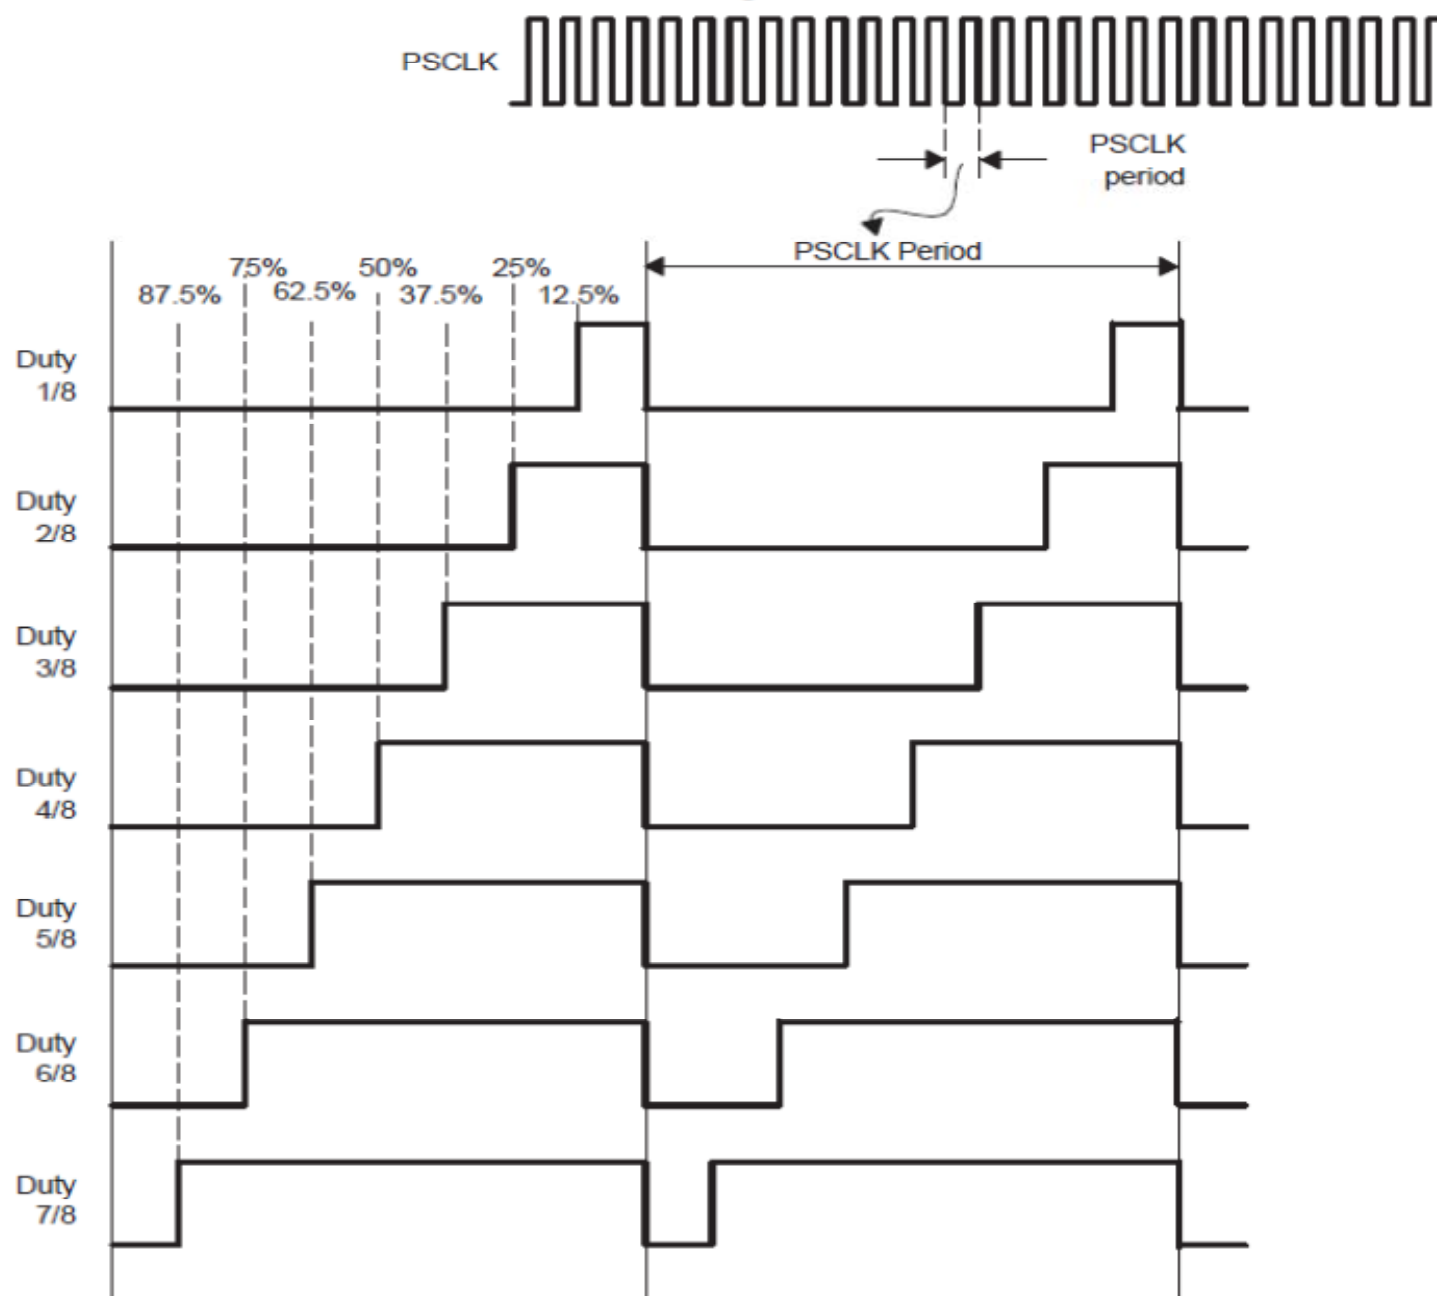 PSCLK
PSCLK
period
PSCLK Period
75% 50% 25%
87.5% 62.5% 37.5% 12.5%
Duty
1/8
Duty
2/8
Duty
3/8
Duty
4/8
Duty
5/8
Duty
6/8
Duty
7/8